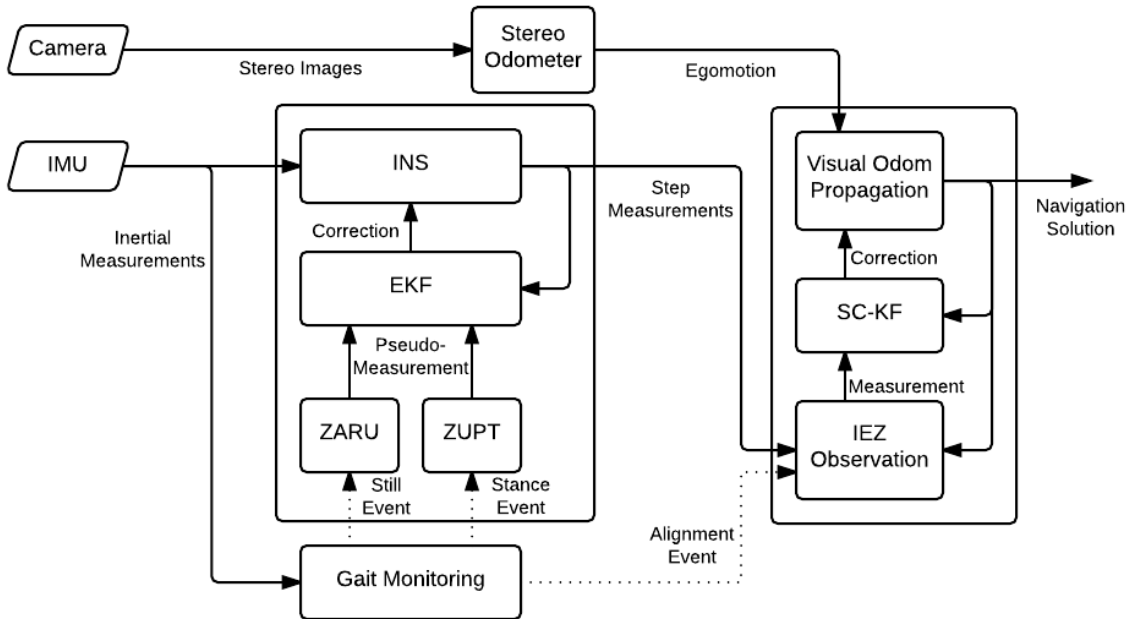 Camera
Stereo Images
Stereo
Odometer
Egomotion
IMU
Inertial
Measurements
INS
Correction
EKF
Pseudo-
Measurement
ZARU
ZUPT
Still
Event
Stance
Event
Gait Monitoring
Step
Measurements
Alignment
Event
Visual Odom
Propagation
Navigation
Solution
Correction
SC-KF
Measurement
IEZ
Observation